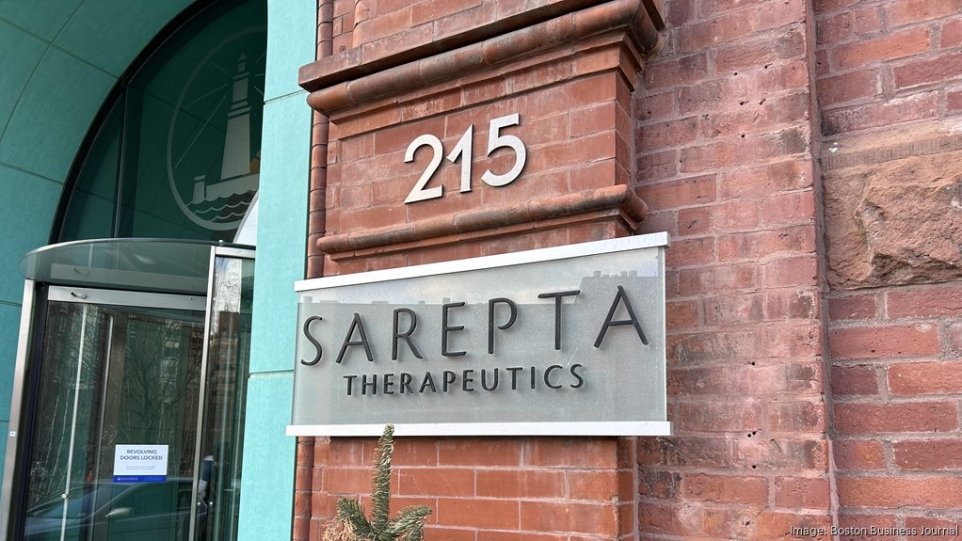 215
SAREPTA
THERAPEUTICS
REVOLVING
DOORS LOCKED
Image: Boston Business Journal